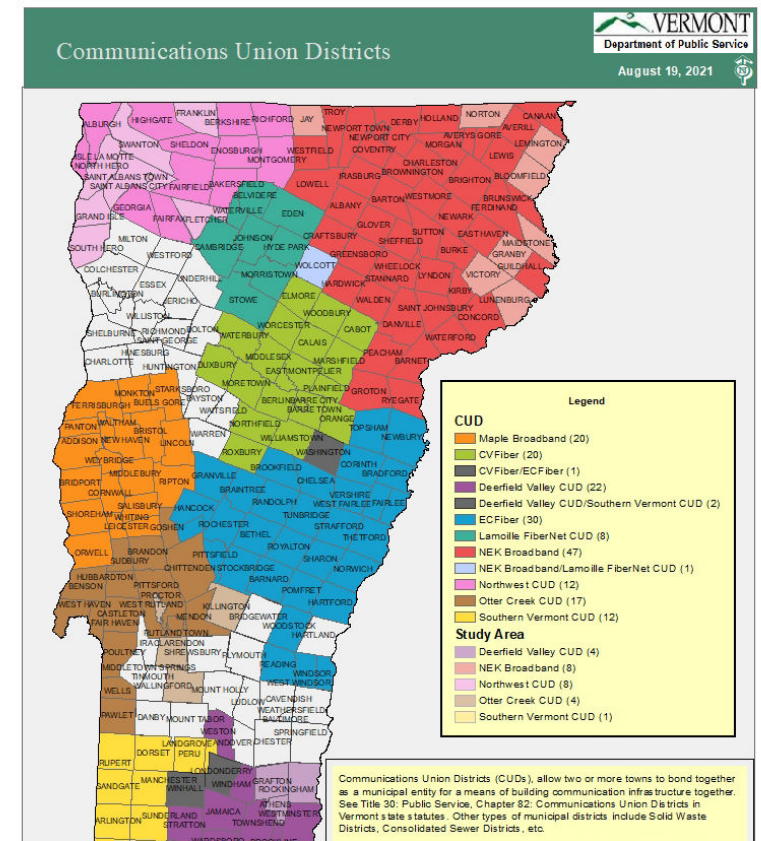 VERMONT
Department of Public Service
Communications Union Districts
August 19, 2021
ALBURGH
HIGHGATE
FRANKLIN
BERKSHIRE
RICHFORD
JAY
TROY
NEWPORT TOWN
DERBY
HOLLAND
NORTON
CANAAN
AVERILL
NEWPORT CITY
AVERYS GORE
LEMINGTON
SWANTON
SHELDON
ENOSBURGH
MONTGOMERY
WESTFIELD
COVENTRY
MORGAN
LEWIS
ISLE LA MOTTE
NORTH HERO
CHARLESTON
BROWNINGTON
BLOOMFIELD
SAINT ALBANS TOWN
SAINT ALBANS CITY
FAIRFIELD
BAKERSFIELD
LOWELL
IRASBURG
BRIGHTON
BELVIDERE
BARTON
WESTMORE
BRUNSWICK
FERDINAND
GEORGIA
FAIRFAX
FLETCHER
WATERVILLE
EDEN
ALBANY
NEWARK
GRAND ISLE
GLOVER
SUTTON
EAST HAVEN
MAIDSTONE
MILTON
CAMBRIDGE
JOHNSON
HYDE PARK
CRAFTSBURY
SHEFFIELD
SOUTH HERO
WESTFORD
GREENSBORO
BURKE
GRANBY
GUILDHALL
COLCHESTER
UNDERHILL
MORRISTOWN
WOLCOTT
WHEELOCK
STANNARD
LYNDON
VICTORY
ESSEX
JERICHO
HARDWICK
KIRBY
LUNENBURG
BURLINGTON
STOWE
ELMORE
WALDEN
SAINT JOHNSBURY
CONCORD
WILLISTON
WOODBURY
DANVILLE
SHELBURNE
RICHMOND
BOLTON
WORCESTER
CABOT
WATERFORD
SAINT GEORGE
WATERBURY
CALAIS
HINESBURG
MIDDLESEX
MARSHFIELD
PEACHAM
BARNET
CHARLOTTE
HUNTINGTON
DUXBURY
EAST MONTPELIER
MORETOWN
PLAINFIELD
GROTON
RYEGATE
MONKTON
STARKSBORO
BUELS GORE
FAYSTON
BERLIN
BARRE CITY
BARRE TOWN
FERRISBURGH
WAITSFIELD
ORANGE
TOPSHAM
PANTON
WALTHAM
BRISTOL
NORTHFIELD
NEWBURY
ADDISON
NEW HAVEN
LINCOLN
WARREN
WILLIAMSTOWN
WASHINGTON
ROXBURY
WEYBRIDGE
BROOKFIELD
CORINTH
BRADFORD
BRIDPORT
MIDDLEBURY
RIPTON
GRANVILLE
CHELSEA
CORNWALL
BRAINTREE
VERSHIRE
SALISBURY
RANDOLPH
WEST FAIRLEE
FAIRLEE
SHOREHAM
WHITING
HANCOCK
TUNBRIDGE
LEICESTER
GOSHEN
ROCHESTER
STRAFFORD
BETHEL
THETFORD
ORWELL
BRANDON
PITTSFIELD
ROYALTON
SUDBURY
SHARON
CHITTENDEN
STOCKBRIDGE
NORWICH
HUBBARDTON
BENSON
PITTSFORD
BARNARD
PROCTOR
POMFRET
WEST HAVEN
WEST RUTLAND
KILLINGTON
HARTFORD
CASTLETON
FAIR HAVEN
MENDON
BRIDGEWATER
WOODSTOCK
RUTLAND TOWN
HARTLAND
IRA
CLARENDON
POULTNEY
SHREWSBURY
PLYMOUTH
READING
MIDDLETOWN SPRINGS
TINMOUTH
WINDSOR
WEST WINDSOR
WELLS
WALLINGFORD
MOUNT HOLLY
LUDLOW
CAVENDISH
WEATHERSFIELD
PAWLET
DANBY
MOUNT TABOR
BALTIMORE
WESTON
SPRINGFIELD
LANDGROVE
ANDOVER
CHESTER
RUPERT
DORSET
PERU
LONDONDERRY
SANDGATE
MANCHESTER
WINHALL
WINDHAM
GRAFTON
ROCKINGHAM
ATHENS
ARLINGTON
SUNDERLAND
STRATTON
JAMAICA
TOWNSHEND
WESTMINSTER
WARDSBORO
BROOKLINE
Legend
CUD
Maple Broadband (20)
CVFiber (20)
CVFiber/ECFiber (1)
Deerfield Valley CUD (22)
Deerfield Valley CUD/Southern Vermont CUD (2)
ECFiber (30)
Lamoille FiberNet CUD (8)
NEK Broadband (47)
NEK Broadband/Lamoille FiberNet CUD (1)
Northwest CUD (12)
Otter Creek CUD (17)
Southern Vermont CUD (12)
Study Area
Deerfield Valley CUD (4)
NEK Broadband (8)
Northwest CUD (8)
Otter Creek CUD (4)
Southern Vermont CUD (1)
Communications Union Districts (CUDs), allow two or more towns to bond together
as a municipal entity for a means of building communication infrastructure together.
See Title 30: Public Service, Chapter 82: Communications Union Districts in
Vermont state statutes. Other types of municipal districts include Solid Waste
Districts, Consolidated Sewer Districts, etc.